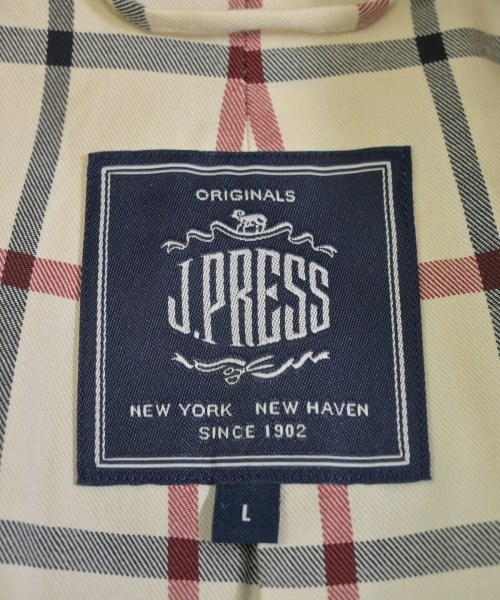 ORIGINALS
J.PRESS
NEW YORK NEW HAVEN
SINCE 1902
L